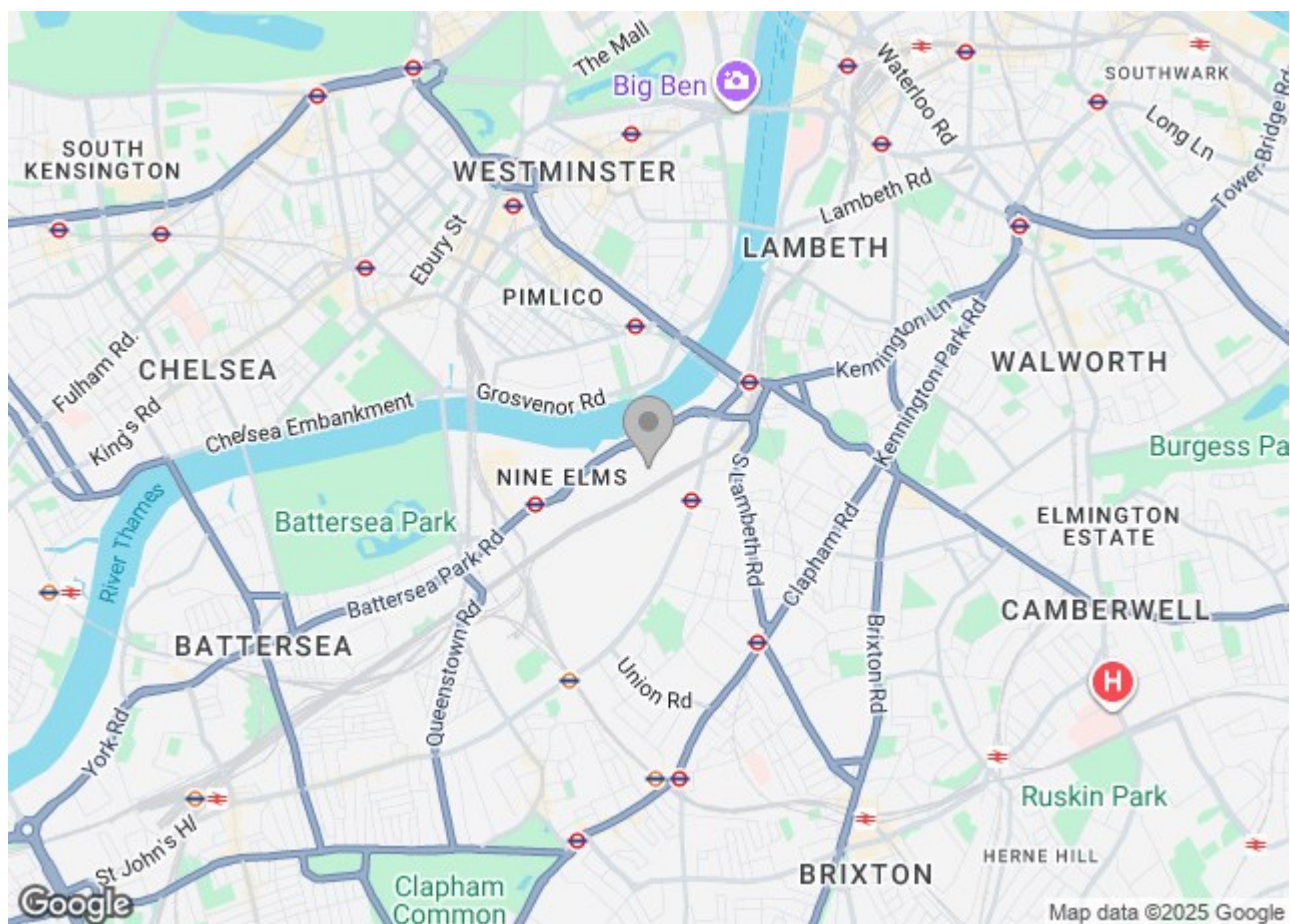 The Mall
Big Ben
Waterloo Rd
SOUTHWARK
Long Ln
Tower Bridge Rd
SOUTH
KENSINGTON
WESTMINSTER
Lambeth Rd
Ebury St
LAMBETH
PIMLICO
Fulham Rd.
CHELSEA
Kennington Ln
Kennington Park Rd
WALWORTH
King's Rd
Chelsea Embankment
Grosvenor Rd
Burgess Pa
NINE ELMS
S Lambeth Rd
River Thames
Battersea Park
Clapham Rd
ELMINGTON
ESTATE
Battersea Park Rd
CAMBERWELL
BATTERSEA
Queenstown Rd
Union Rd
Brixton Rd
H
York Rd
Ruskin Park
St John's Hl
HERNE HILL
BRIXTON
Clapham
Common
Google
Map data ©2025 Google